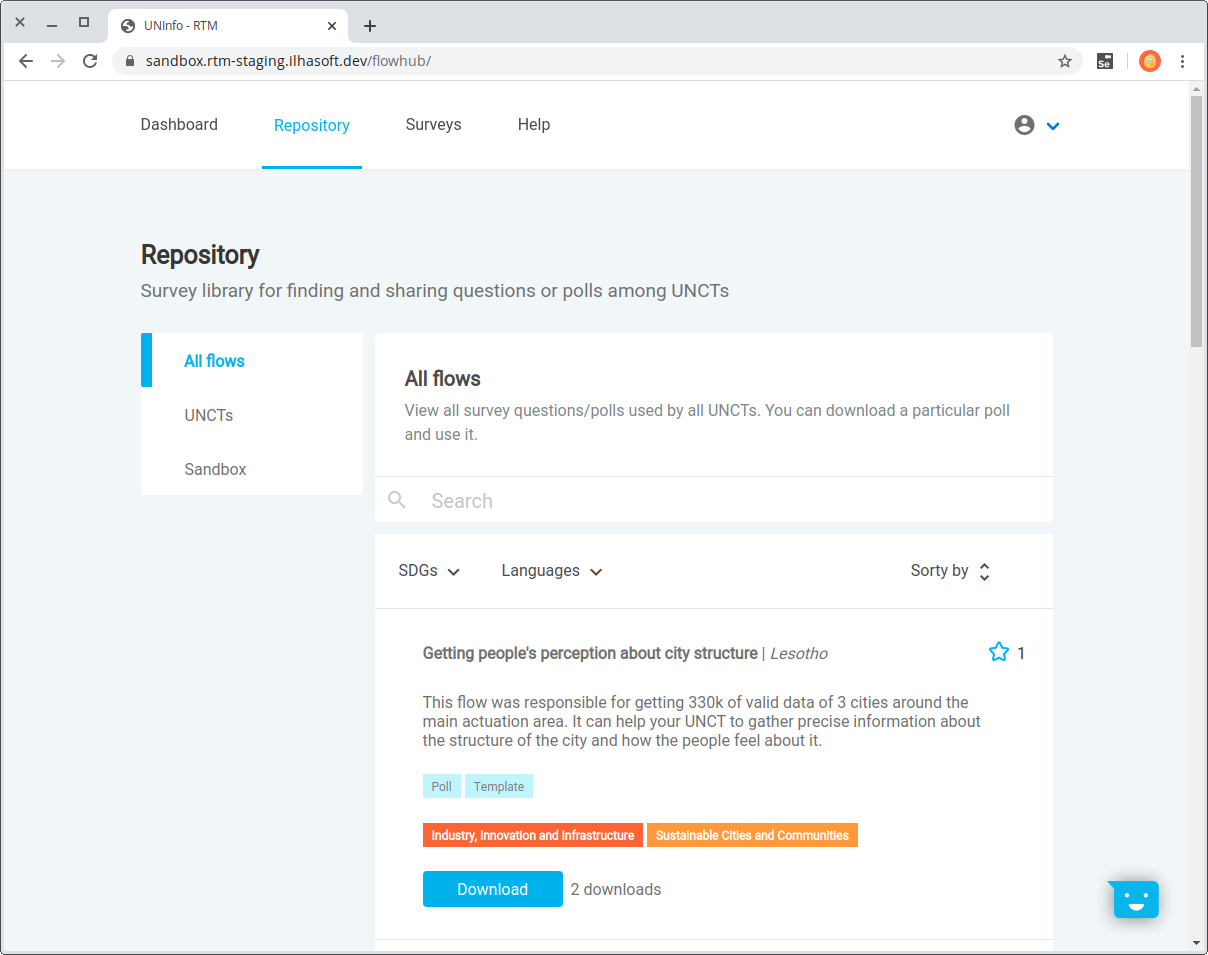 UNInfo - RTM
sandbox.rtm-staging.ilhasoft.dev/flowhub/
Se
Dashboard
Repository
Surveys
Help
Repository
Survey library for finding and sharing questions or polls among UNCTs
All flows
UNCTs
Sandbox
All flows
View all survey questions/polls used by all UNCTs. You can download a particular poll
and use it.
Search
SDGs
Languages
Sorty by
Getting people's perception about city structure | Lesotho
1
This flow was responsible for getting 330k of valid data of 3 cities around the
main actuation area. It can help your UNCT to gather precise information about
the structure of the city and how the people feel about it.
Poll
Template
Industry, Innovation and Infrastructure
Sustainable Cities and Communities
Download
2 downloads